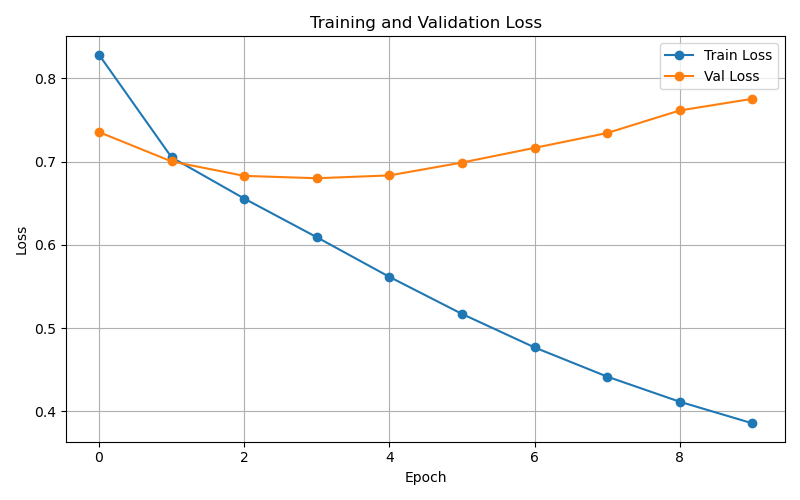 Training and Validation Loss
Train Loss
Val Loss
0.8
0.7
0.6
0.5
0.4
Loss
0 2 4 6 8
Epoch